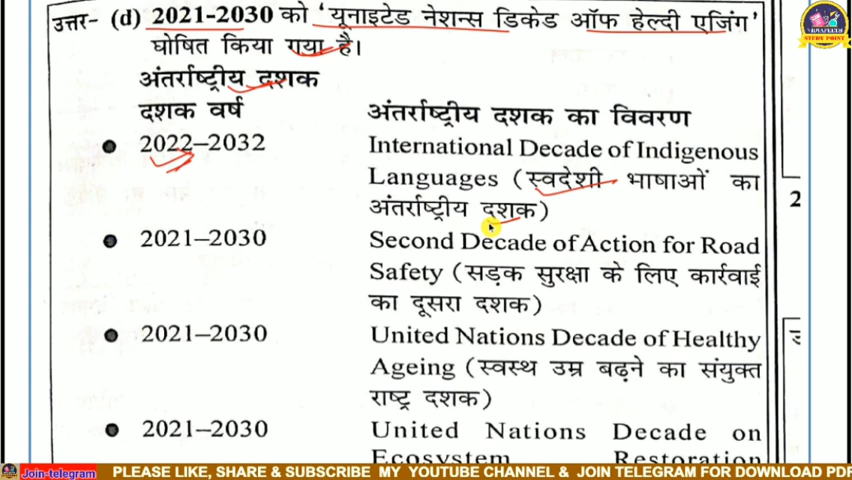 उत्तर- (d) 2021-2030 को 'यूनाइटेड नेशन्स डिकेड ऑफ हेल्दी एजिंग'
घोषित किया गया है।
अंतर्राष्ट्रीय दशक
दशक वर्ष अंतर्राष्ट्रीय दशक का विवरण
2022–2032 International Decade of Indigenous
Languages (स्वदेशी भाषाओं का
अंतर्राष्ट्रीय दशक)
2021–2030 Second Decade of Action for Road
Safety (सड़क सुरक्षा के लिए कार्रवाई
का दूसरा दशक)
2021–2030 United Nations Decade of Healthy
Ageing (स्वस्थ उम्र बढ़ने का संयुक्त
राष्ट्र दशक)
2021–2030 United Nations Decade on
Ecosystem Restoration
2
STUDY POINT
Join-telegram PLEASE LIKE, SHARE & SUBSCRIBE MY YOUTUBE CHANNEL & JOIN TELEGRAM FOR DOWNLOAD PDF